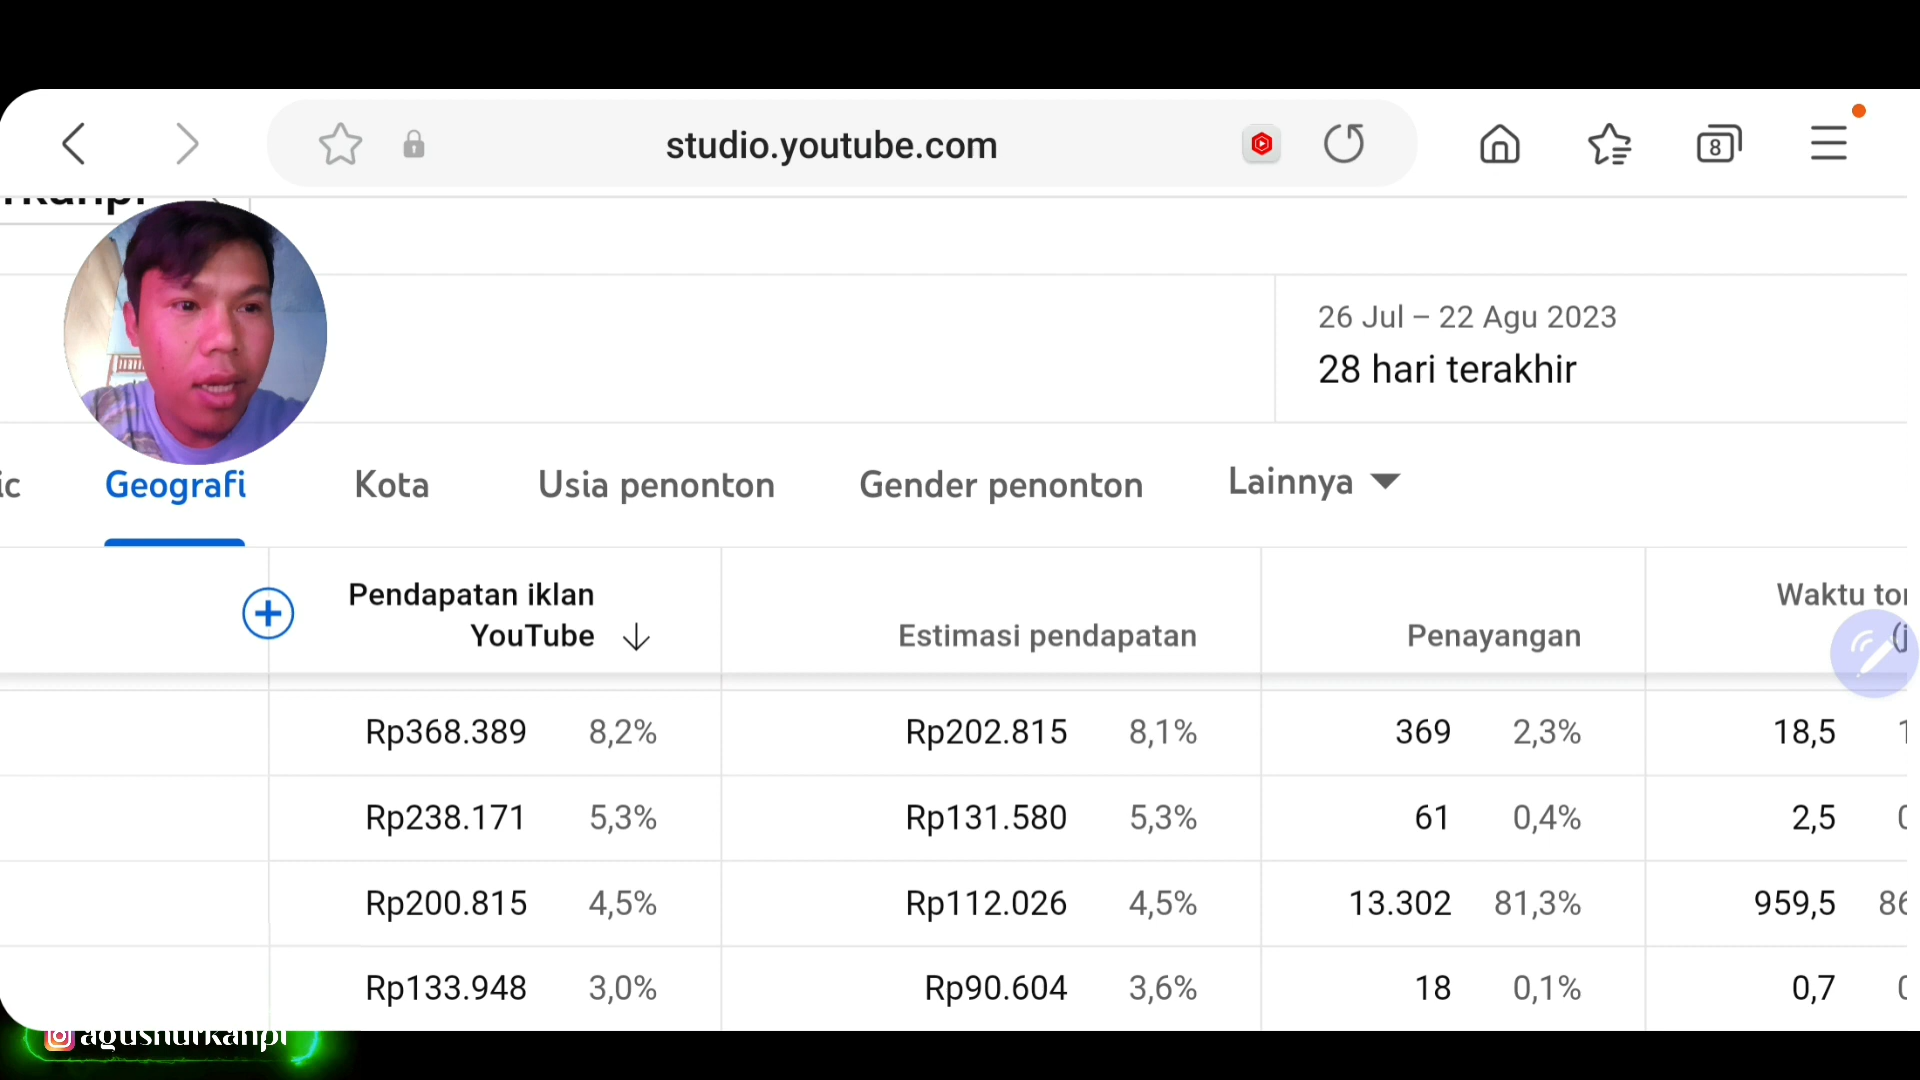 studio.youtube.com
8
26 Jul – 22 Agu 2023
28 hari terakhir
ic Geografi Kota Usia penonton Gender penonton Lainnya
Pendapatan iklan YouTube Estimasi pendapatan Penayangan Waktu
Rp368.389 8,2% Rp202.815 8,1% 369 2,3% 18,5
Rp238.171 5,3% Rp131.580 5,3% 61 0,4% 2,5
Rp200.815 4,5% Rp112.026 4,5% 13.302 81,3% 959,5
Rp133.948 3,0% Rp90.604 3,6% 18 0,1% 0,7
agusnurkanpi